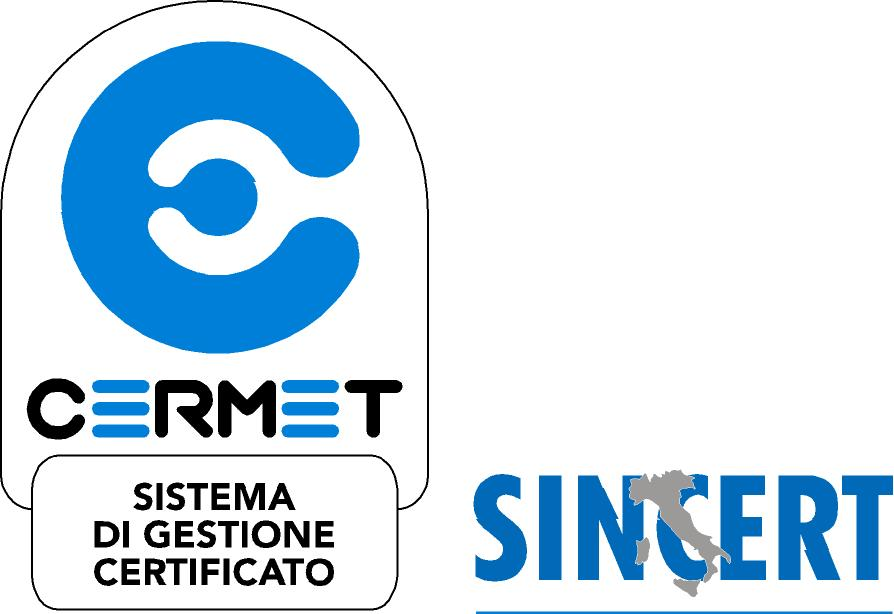 CERMET
SISTEMA
DI GESTIONE
CERTIFICATO
SINCERT